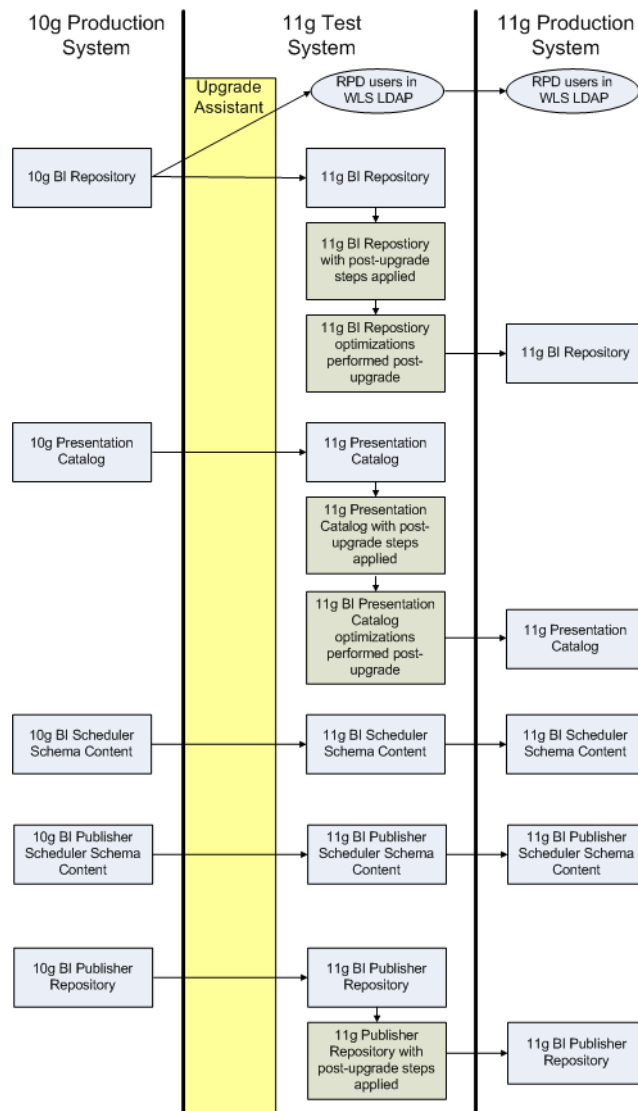 10g Production
System
11g Test
System
11g Production
System
Upgrade
Assistant
RPD users in
WLS LDAP
RPD users in
WLS LDAP
10g BI Repository
11g BI Repository
11g BI Repostiory
with post-upgrade
steps applied
11g BI Repostiory
optimizations
performed post-
upgrade
11g BI Repository
10g Presentation
Catalog
11g Presentation
Catalog
11g Presentation
Catalog with post-
upgrade steps
applied
11g BI Presentation
Catalog
optimizations
performed post-
upgrade
11g Presentation
Catalog
10g BI Scheduler
Schema Content
11g BI Scheduler
Schema Content
11g BI Scheduler
Schema Content
10g BI Publisher
Scheduler Schema
Content
11g BI Publisher
Scheduler Schema
Content
11g BI Publisher
Scheduler Schema
Content
10g BI Publisher
Repository
11g BI Publisher
Repository
11g Publisher
Repository with
post-upgrade steps
applied
11g BI Publisher
Repository